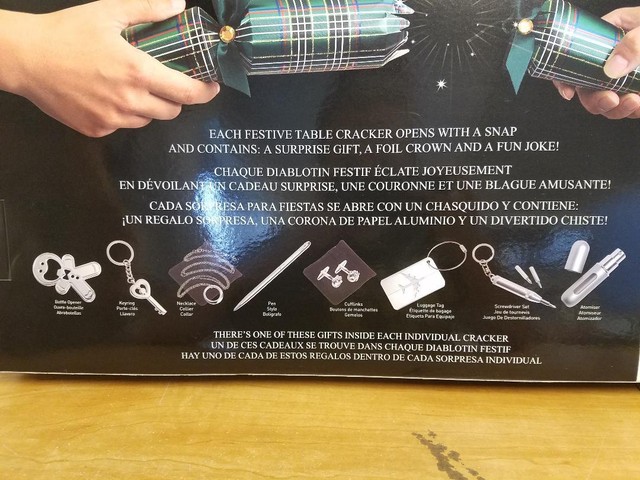 EACH FESTIVE TABLE CRACKER OPENS WITH A SNAP
AND CONTAINS: A SURPRISE GIFT, A FOIL CROWN AND A FUN JOKE!
CHAQUE DIABLOTIN FESTIF ÉCLATE JOYEUSEMENT
EN DÉVOILANT UN CADEAU SURPRISE, UNE COURONNE ET UNE BLAGUE AMUSANTE!
CADA SORPRESA PARA FIESTAS SE ABRE CON UN CHASQUIDO Y CONTIENE:
¡UN REGALO SORPRESA, UNA CORONA DE PAPEL ALUMINIO Y UN DIVERTIDO CHISTE!
Bottle Opener
Ouvre-bouteille
Abrebotellas
Keyring
Porte-clés
Llavero
Necklace
Collier
Collar
Pen
Style
Bolígrafo
Cufflinks
Boutons de manchettes
Gemelos
Luggage Tag
Étiquette de bagage
Etiqueta Para Equipaje
Screwdriver Set
Jeu de tournevis
Juego De Destornilladores
Atomiser
Atomiseur
Atomizador
THERE'S ONE OF THESE GIFTS INSIDE EACH INDIVIDUAL CRACKER
UN DE CES CADEAUX SE TROUVE DANS CHAQUE DIABLOTIN FESTIF
HAY UNO DE CADA DE ESTOS REGALOS DENTRO DE CADA SORPRESA INDIVIDUAL